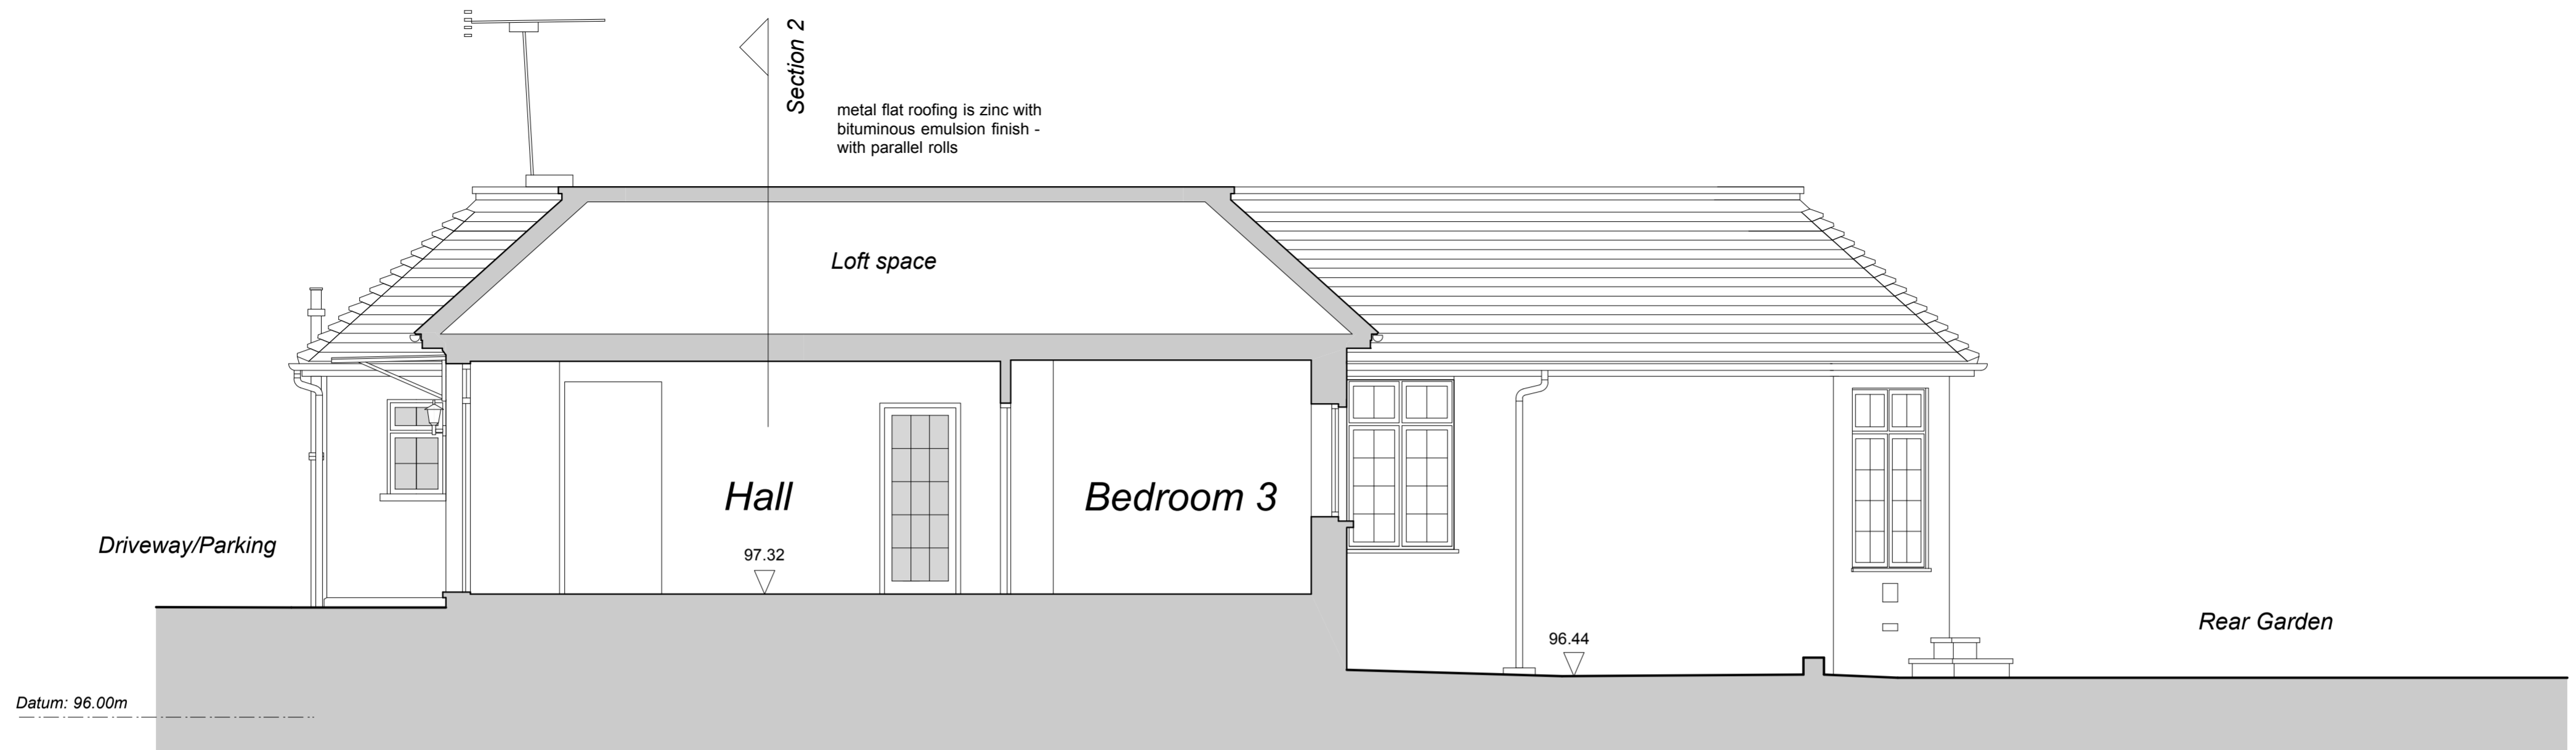 Section 2
metal flat roofing is zinc with
bituminous emulsion finish -
with parallel rolls
Loft space
Hall
Bedroom 3
Driveway/Parking
97.32
96.44
Rear Garden
Datum: 96.00m